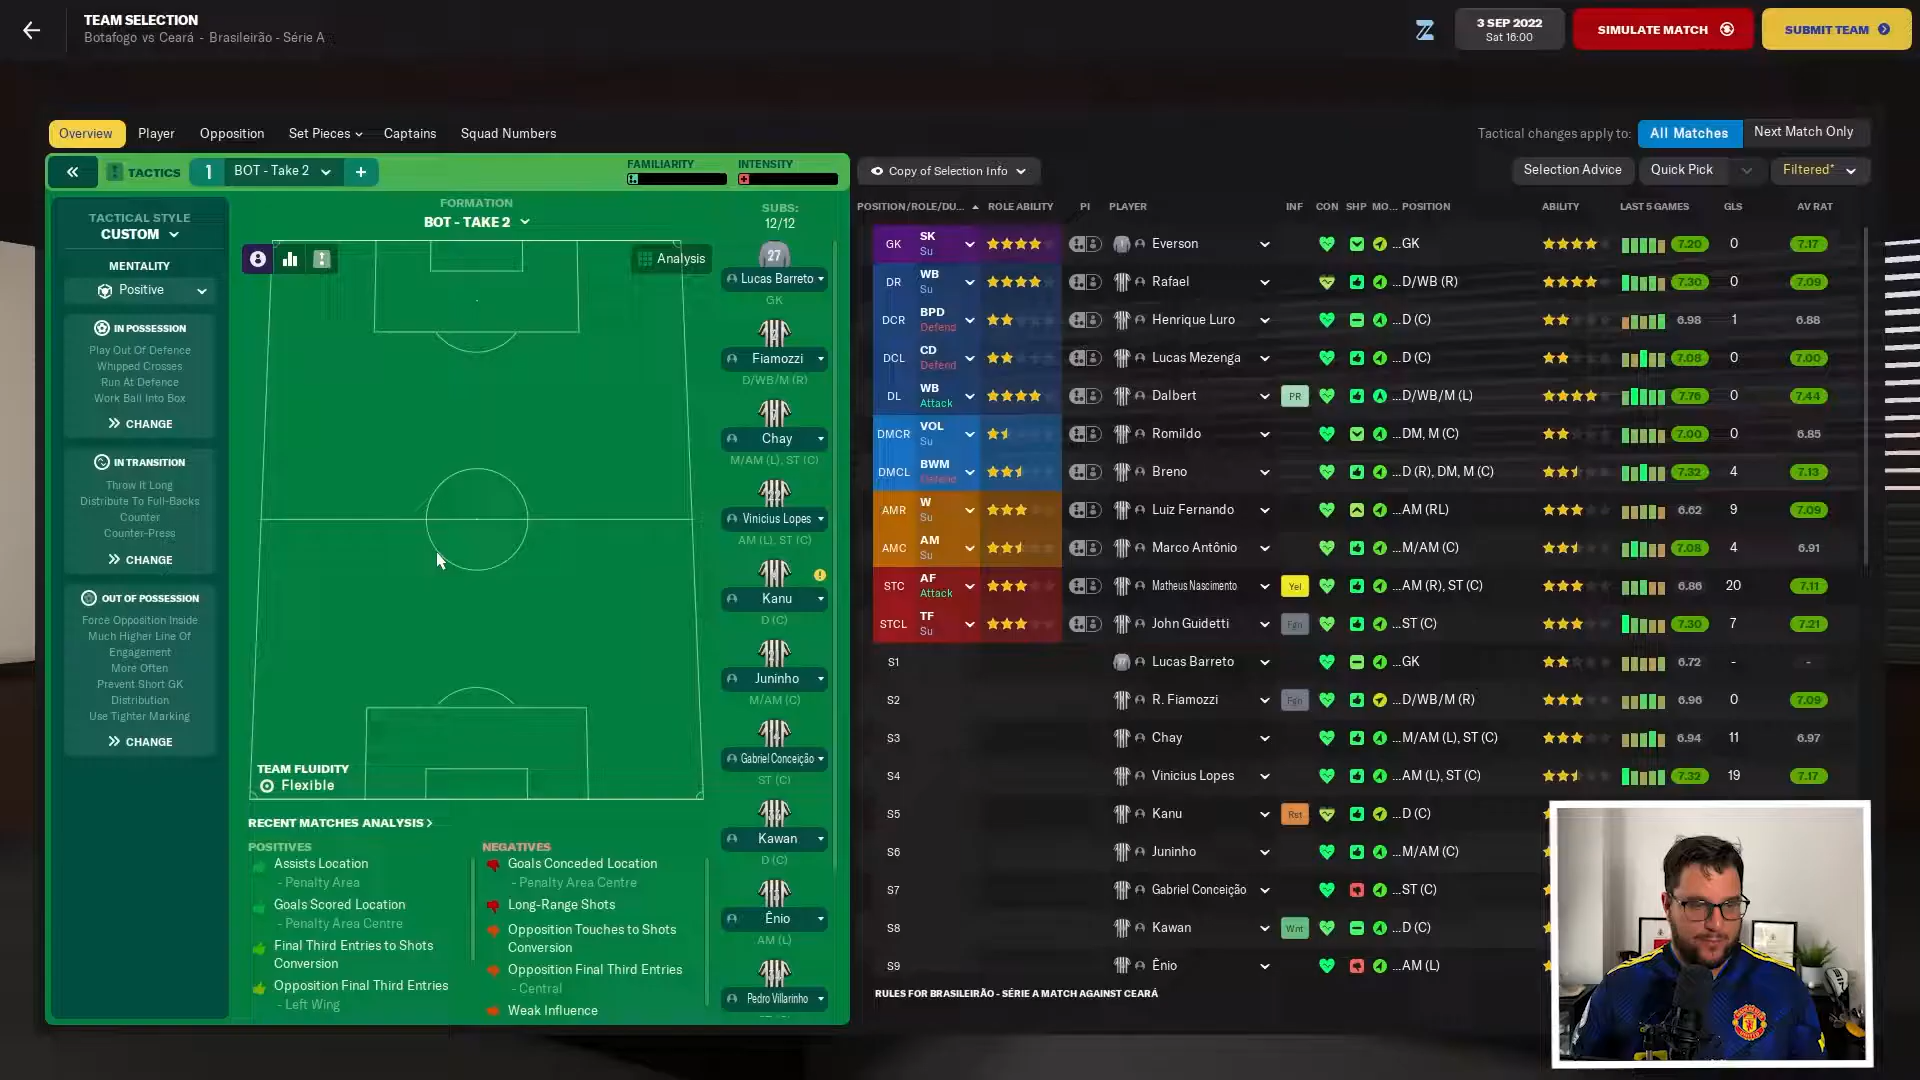 TEAM SELECTION
Botafogo vs Ceará - Brasileirão - Série A
3 SEP 2022
Sat 16:00
SIMULATE MATCH
SUBMIT TEAM
Overview Player Opposition Set Pieces Captains Squad Numbers
Tactical changes apply to: All Matches Next Match Only
TACTICS 1 BOT - Take 2 +
FAMILIARITY
INTENSITY
Copy of Selection Info
Selection Advice Quick Pick Filtered*
TACTICAL STYLE
CUSTOM
MENTALITY
Positive
IN POSSESSION
Play Out Of Defence
Whipped Crosses
Run At Defence
Work Ball Into Box
CHANGE
IN TRANSITION
Throw It Long
Distribute To Full-Backs
Counter
Counter-Press
CHANGE
OUT OF POSSESSION
Force Opposition Inside
Much Higher Line Of
Engagement
More Often
Prevent Short GK
Distribution
Use Tighter Marking
CHANGE
FORMATION
BOT - TAKE 2
Analysis
TEAM FLUIDITY
Flexible
SUBS:
12/12
27
Lucas Barreto
GK
Fiamozzi
D/WB/M (R)
Chay
M/AM (L), ST (C)
Vinicius Lopes
AM (L), ST (C)
Kanu
D (C)
Juninho
M/AM (C)
Gabriel Conceição
ST (C)
Kawan
D (C)
Ênio
AM (L)
Pedro Villarinho
RECENT MATCHES ANALYSIS >
POSITIVES
Assists Location
- Penalty Area
Goals Scored Location
- Penalty Area Centre
Final Third Entries to Shots
Conversion
Opposition Final Third Entries
- Left Wing
NEGATIVES
Goals Conceded Location
- Penalty Area Centre
Long-Range Shots
Opposition Touches to Shots
Conversion
Opposition Final Third Entries
- Central
Weak Influence
POSITION/ROLE/DU... ROLE ABILITY PI PLAYER INF CON SHP MO... POSITION ABILITY LAST 5 GAMES GLS AV RAT
GK SK Su Everson ...GK 7.20 0 7.17
DR WB Su Rafael ...D/WB (R) 7.30 0 7.09
DCR BPD Defend Henrique Luro ...D (C) 6.98 1 6.88
DCL CD Defend Lucas Mezenga ...D (C) 7.08 0 7.00
DL WB Attack Dalbert PR ...D/WB/M (L) 7.76 0 7.44
DMCR VOL Su Romildo ...DM, M (C) 7.00 0 6.85
DMCL BWM Defend Breno ...D (R), DM, M (C) 7.32 4 7.13
AMR W Su Luiz Fernando ...AM (RL) 6.62 9 7.09
AMC AM Su Marco Antônio ...M/AM (C) 7.08 4 6.91
STC AF Attack Matheus Nascimento Yel ...AM (R), ST (C) 6.86 20 7.11
STCL TF Su John Guidetti Fgn ...ST (C) 7.30 7 7.21
S1 Lucas Barreto ...GK 6.72 - -
S2 R. Fiamozzi Fgn ...D/WB/M (R) 6.96 0 7.09
S3 Chay ...M/AM (L), ST (C) 6.94 11 6.97
S4 Vinicius Lopes ...AM (L), ST (C) 7.32 19 7.17
S5 Kanu Rst ...D (C)
S6 Juninho ...M/AM (C)
S7 Gabriel Conceição ...ST (C)
S8 Kawan Wnt ...D (C)
S9 Ênio ...AM (L)
RULES FOR BRASILEIRÃO - SÉRIE A MATCH AGAINST CEARÁ